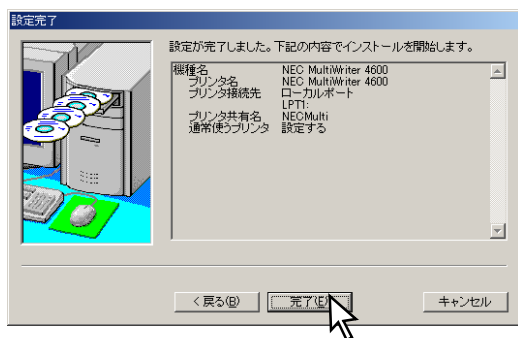 設定完了
設定が完了しました。下記の内容でインストールを開始します。
機種名 NEC MultiWriter 4600
プリンタ名 NEC MultiWriter 4600
プリンタ接続先 ローカルポート
LPT1:
プリンタ共有名 NECMulti
通常使うプリンタ 設定する
< 戻る(B) 完了(E) キャンセル